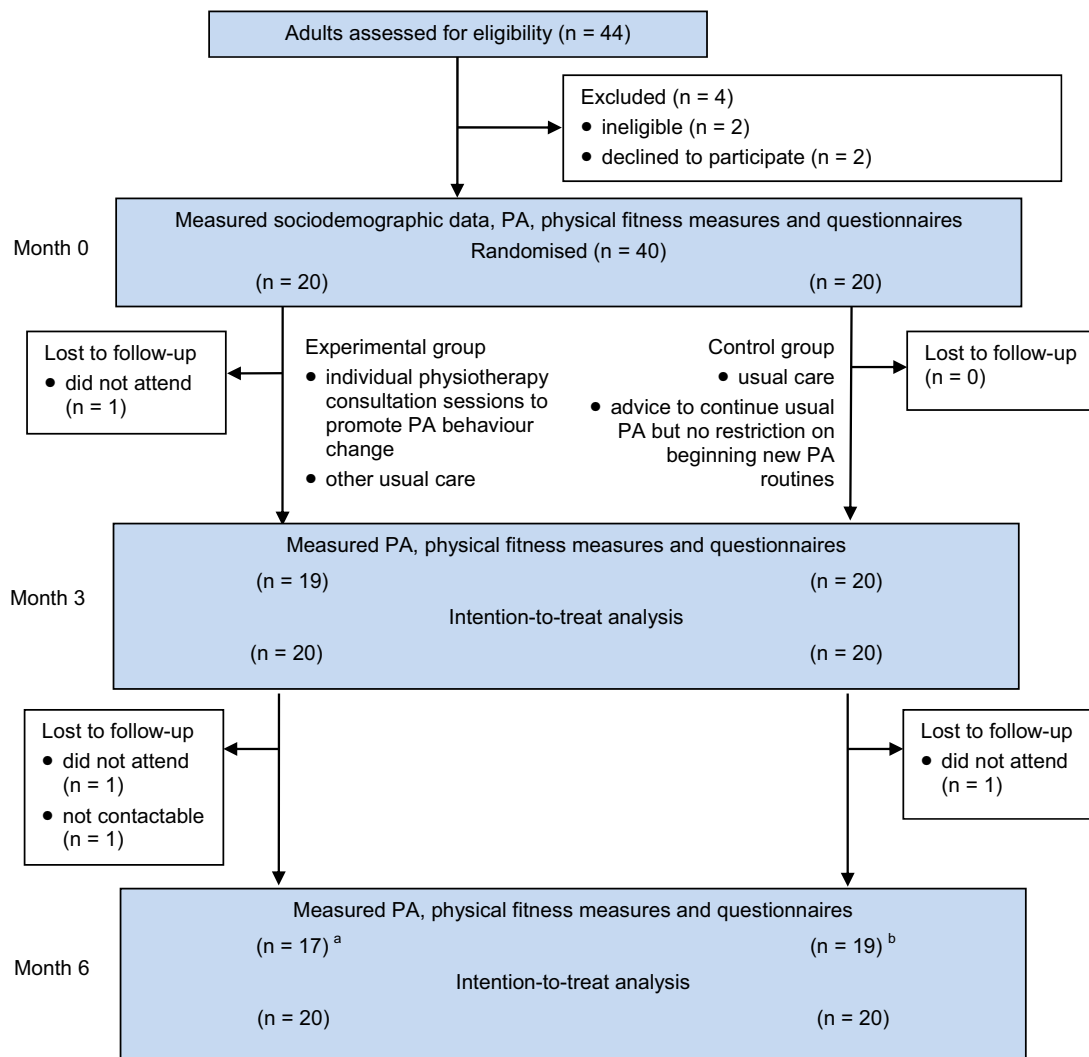 Adults assessed for eligibility (n = 44)
Excluded (n = 4)
• ineligible (n = 2)
• declined to participate (n = 2)
Month 0
Measured sociodemographic data, PA, physical fitness measures and questionnaires
Randomised (n = 40)
(n = 20)
(n = 20)
Lost to follow-up
• did not attend
(n = 1)
Experimental group
• individual physiotherapy
consultation sessions to
promote PA behaviour
change
• other usual care
Control group
• usual care
• advice to continue usual
PA but no restriction on
beginning new PA
routines
Lost to follow-up
(n = 0)
Month 3
Measured PA, physical fitness measures and questionnaires
(n = 19)
(n = 20)
Intention-to-treat analysis
(n = 20)
(n = 20)
Lost to follow-up
• did not attend
(n = 1)
• not contactable
(n = 1)
Lost to follow-up
• did not attend
(n = 1)
Month 6
Measured PA, physical fitness measures and questionnaires
(n = 17) a
(n = 19) b
Intention-to-treat analysis
(n = 20)
(n = 20)